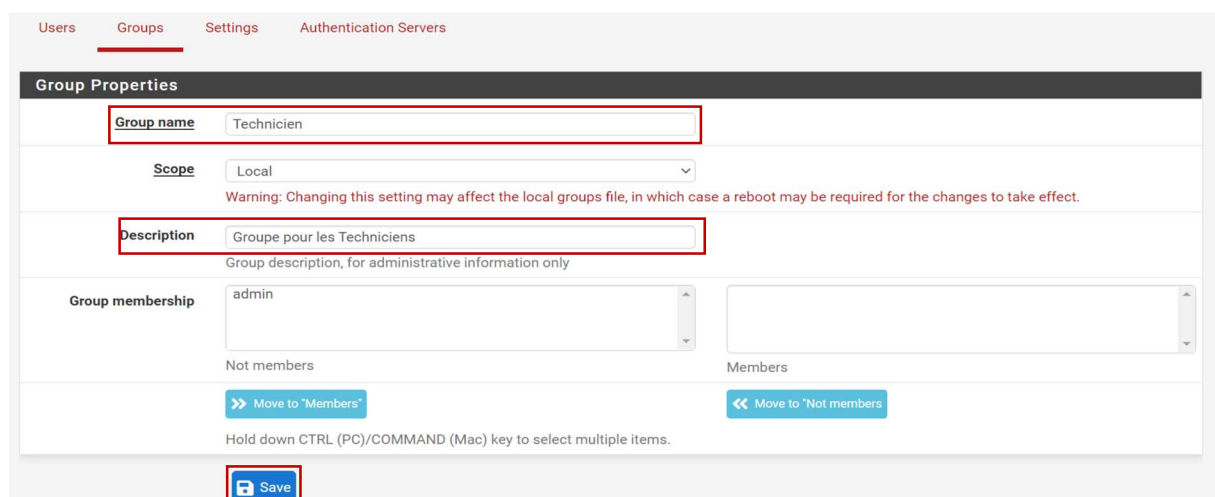 Users Groups Settings Authentication Servers
Group Properties
Group name Technicien
Scope Local
Warning: Changing this setting may affect the local groups file, in which case a reboot may be required for the changes to take effect.
Description Groupe pour les Techniciens
Group description, for administrative information only
Group membership admin
Not members Members
Move to "Members" Move to "Not members
Hold down CTRL (PC)/COMMAND (Mac) key to select multiple items.
Save